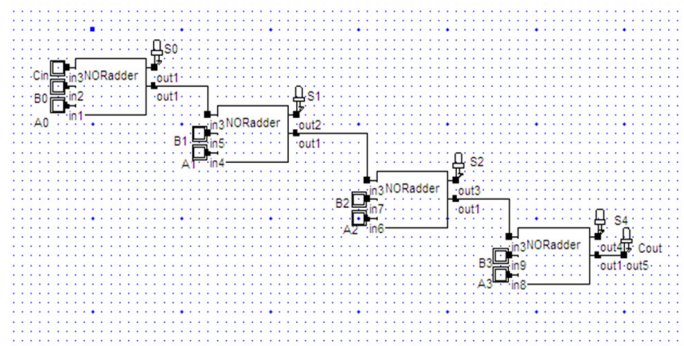 S0
Cin
in3 NORadder
out1
B0
in2
out1
A0
in1
S1
in3 NORadder
out2
B1
in5
out1
A1
in4
S2
in3 NORadder
out3
B2
in7
out1
A2
in6
S4
in3 NORadder
out4
Cout
B3
in9
out1
out5
A3
in8